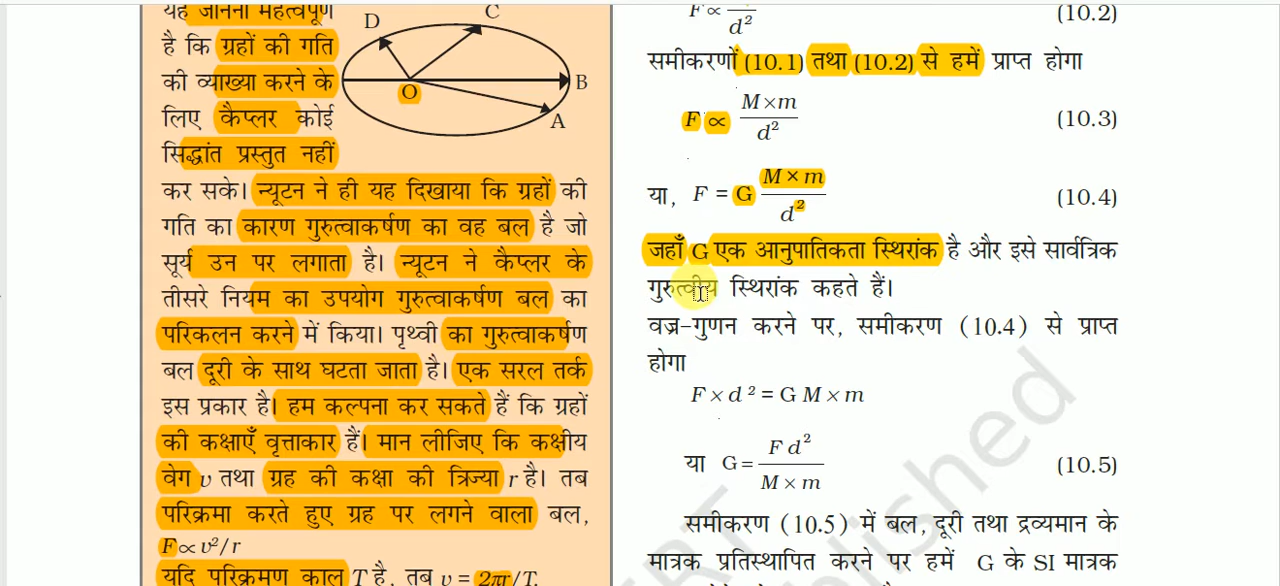 यह जानना महत्वपूर्ण
है कि ग्रहों की गति
की व्याख्या करने के
लिए कैप्लर कोई
सिद्धांत प्रस्तुत नहीं
D
C
O
B
A
कर सके। न्यूटन ने ही यह दिखाया कि ग्रहों की
गति का कारण गुरुत्वाकर्षण का वह बल है जो
सूर्य उन पर लगाता है। न्यूटन ने कैप्लर के
तीसरे नियम का उपयोग गुरुत्वाकर्षण बल का
परिकलन करने में किया। पृथ्वी का गुरुत्वाकर्षण
बल दूरी के साथ घटता जाता है। एक सरल तर्क
इस प्रकार है। हम कल्पना कर सकते हैं कि ग्रहों
की कक्षाएँ वृत्ताकार हैं। मान लीजिए कि कक्षीय
वेग υ तथा ग्रह की कक्षा की त्रिज्या r है। तब
परिक्रमा करते हुए ग्रह पर लगने वाला बल,
F ∝ υ²/r
यदि परिक्रमण काल T है, तब υ = 2πr/T,
F ∝ 
d² (10.2)
समीकरणों (10.1) तथा (10.2) से हमें प्राप्त होगा
M×m
F ∝ (10.3)
d²
M × m
या, F = G (10.4)
d²
जहाँ G एक आनुपातिकता स्थिरांक है और इसे सार्वत्रिक
गुरुत्वीय स्थिरांक कहते हैं।
वज्र-गुणन करने पर, समीकरण (10.4) से प्राप्त
होगा
F × d ² = G M × m
F d²
या G = (10.5)
M × m
समीकरण (10.5) में बल, दूरी तथा द्रव्यमान के
मात्रक प्रतिस्थापित करने पर हमें G के SI मात्रक